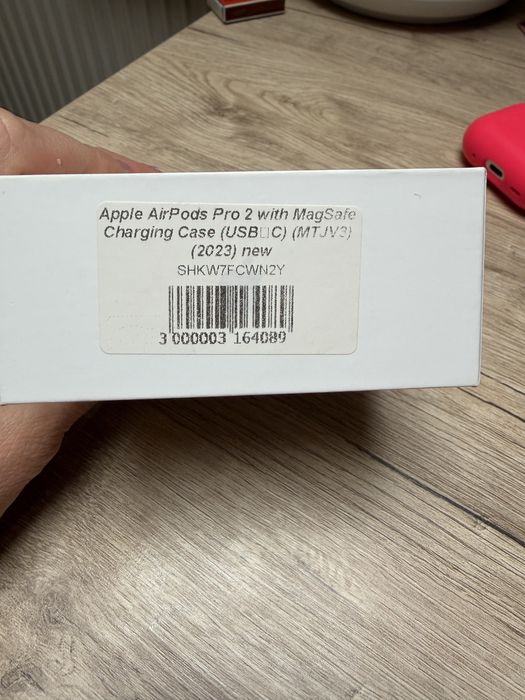 Apple AirPods Pro 2 with MagSafe
Charging Case (USB□C) (MTJV3)
(2023) new
SHKW7FCWN2Y
3 000003 164089